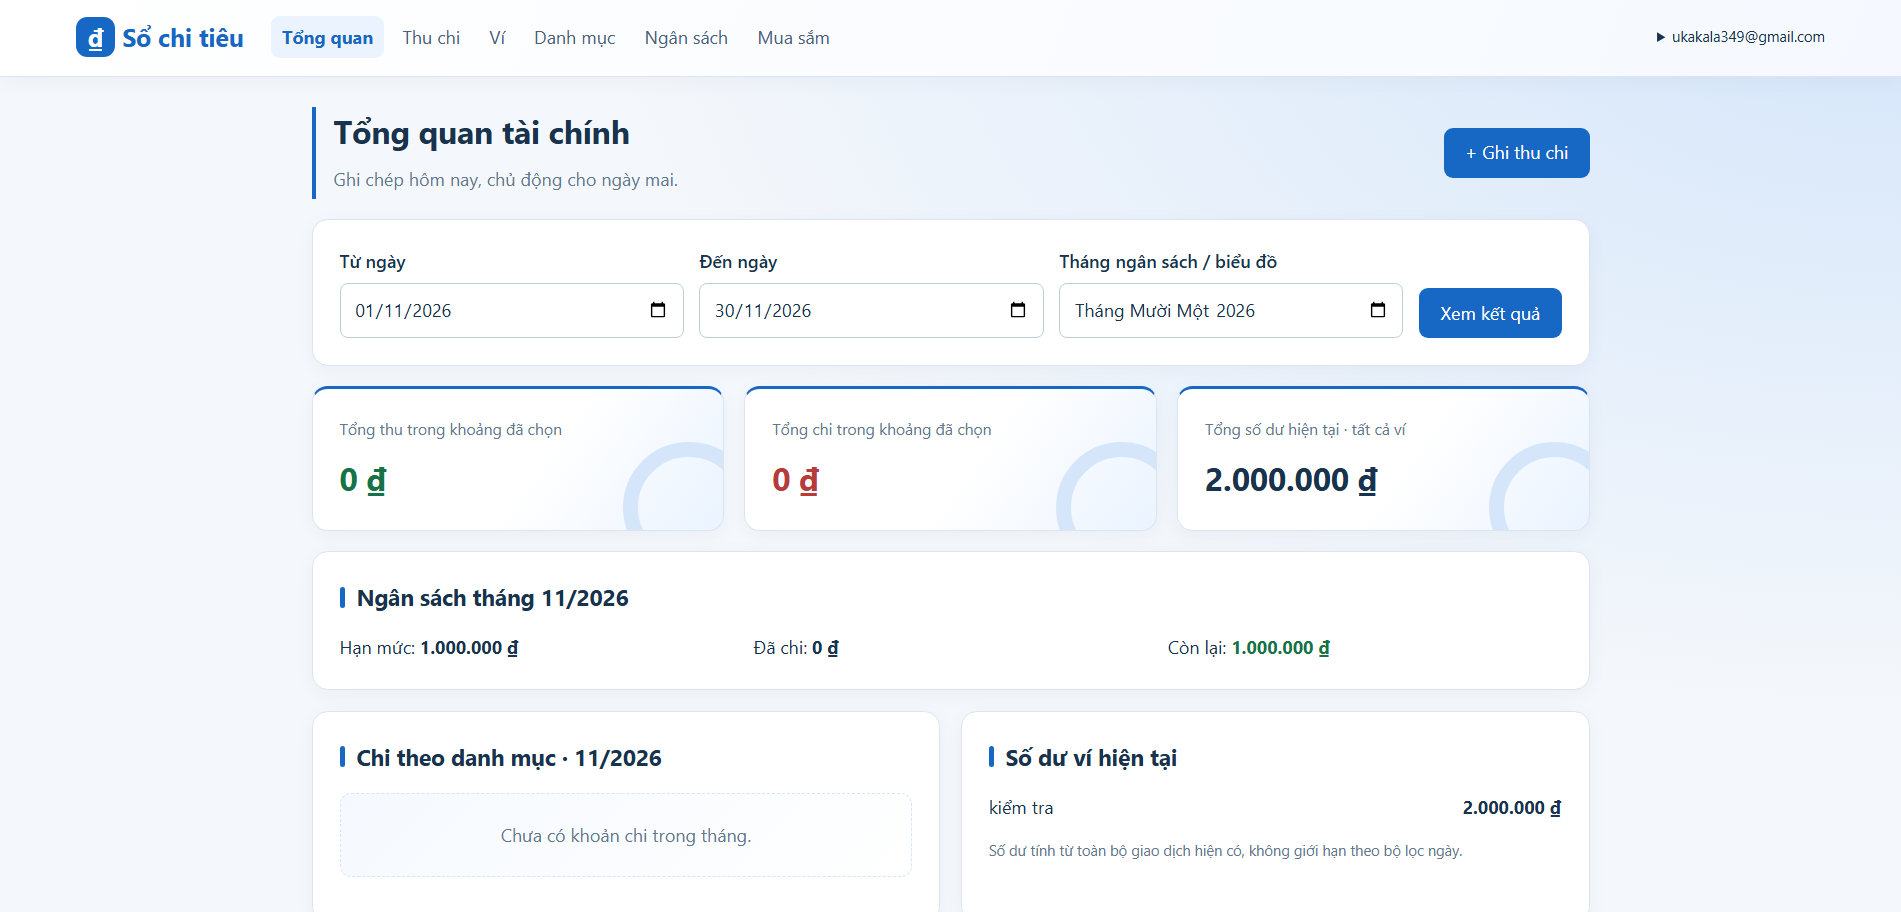 ₫ Sổ chi tiêu Tổng quan Thu chi Ví Danh mục Ngân sách Mua sắm ▶ ukakala349@gmail.com
Tổng quan tài chính
Ghi chép hôm nay, chủ động cho ngày mai.
+ Ghi thu chi
Từ ngày Đến ngày Tháng ngân sách / biểu đồ
01/11/2026 30/11/2026 Tháng Mười Một 2026 Xem kết quả
Tổng thu trong khoảng đã chọn Tổng chi trong khoảng đã chọn Tổng số dư hiện tại · tất cả ví
0 ₫ 0 ₫ 2.000.000 ₫
Ngân sách tháng 11/2026
Hạn mức: 1.000.000 ₫ Đã chi: 0 ₫ Còn lại: 1.000.000 ₫
Chi theo danh mục · 11/2026
Chưa có khoản chi trong tháng.
Số dư ví hiện tại
kiểm tra 2.000.000 ₫
Số dư tính từ toàn bộ giao dịch hiện có, không giới hạn theo bộ lọc ngày.